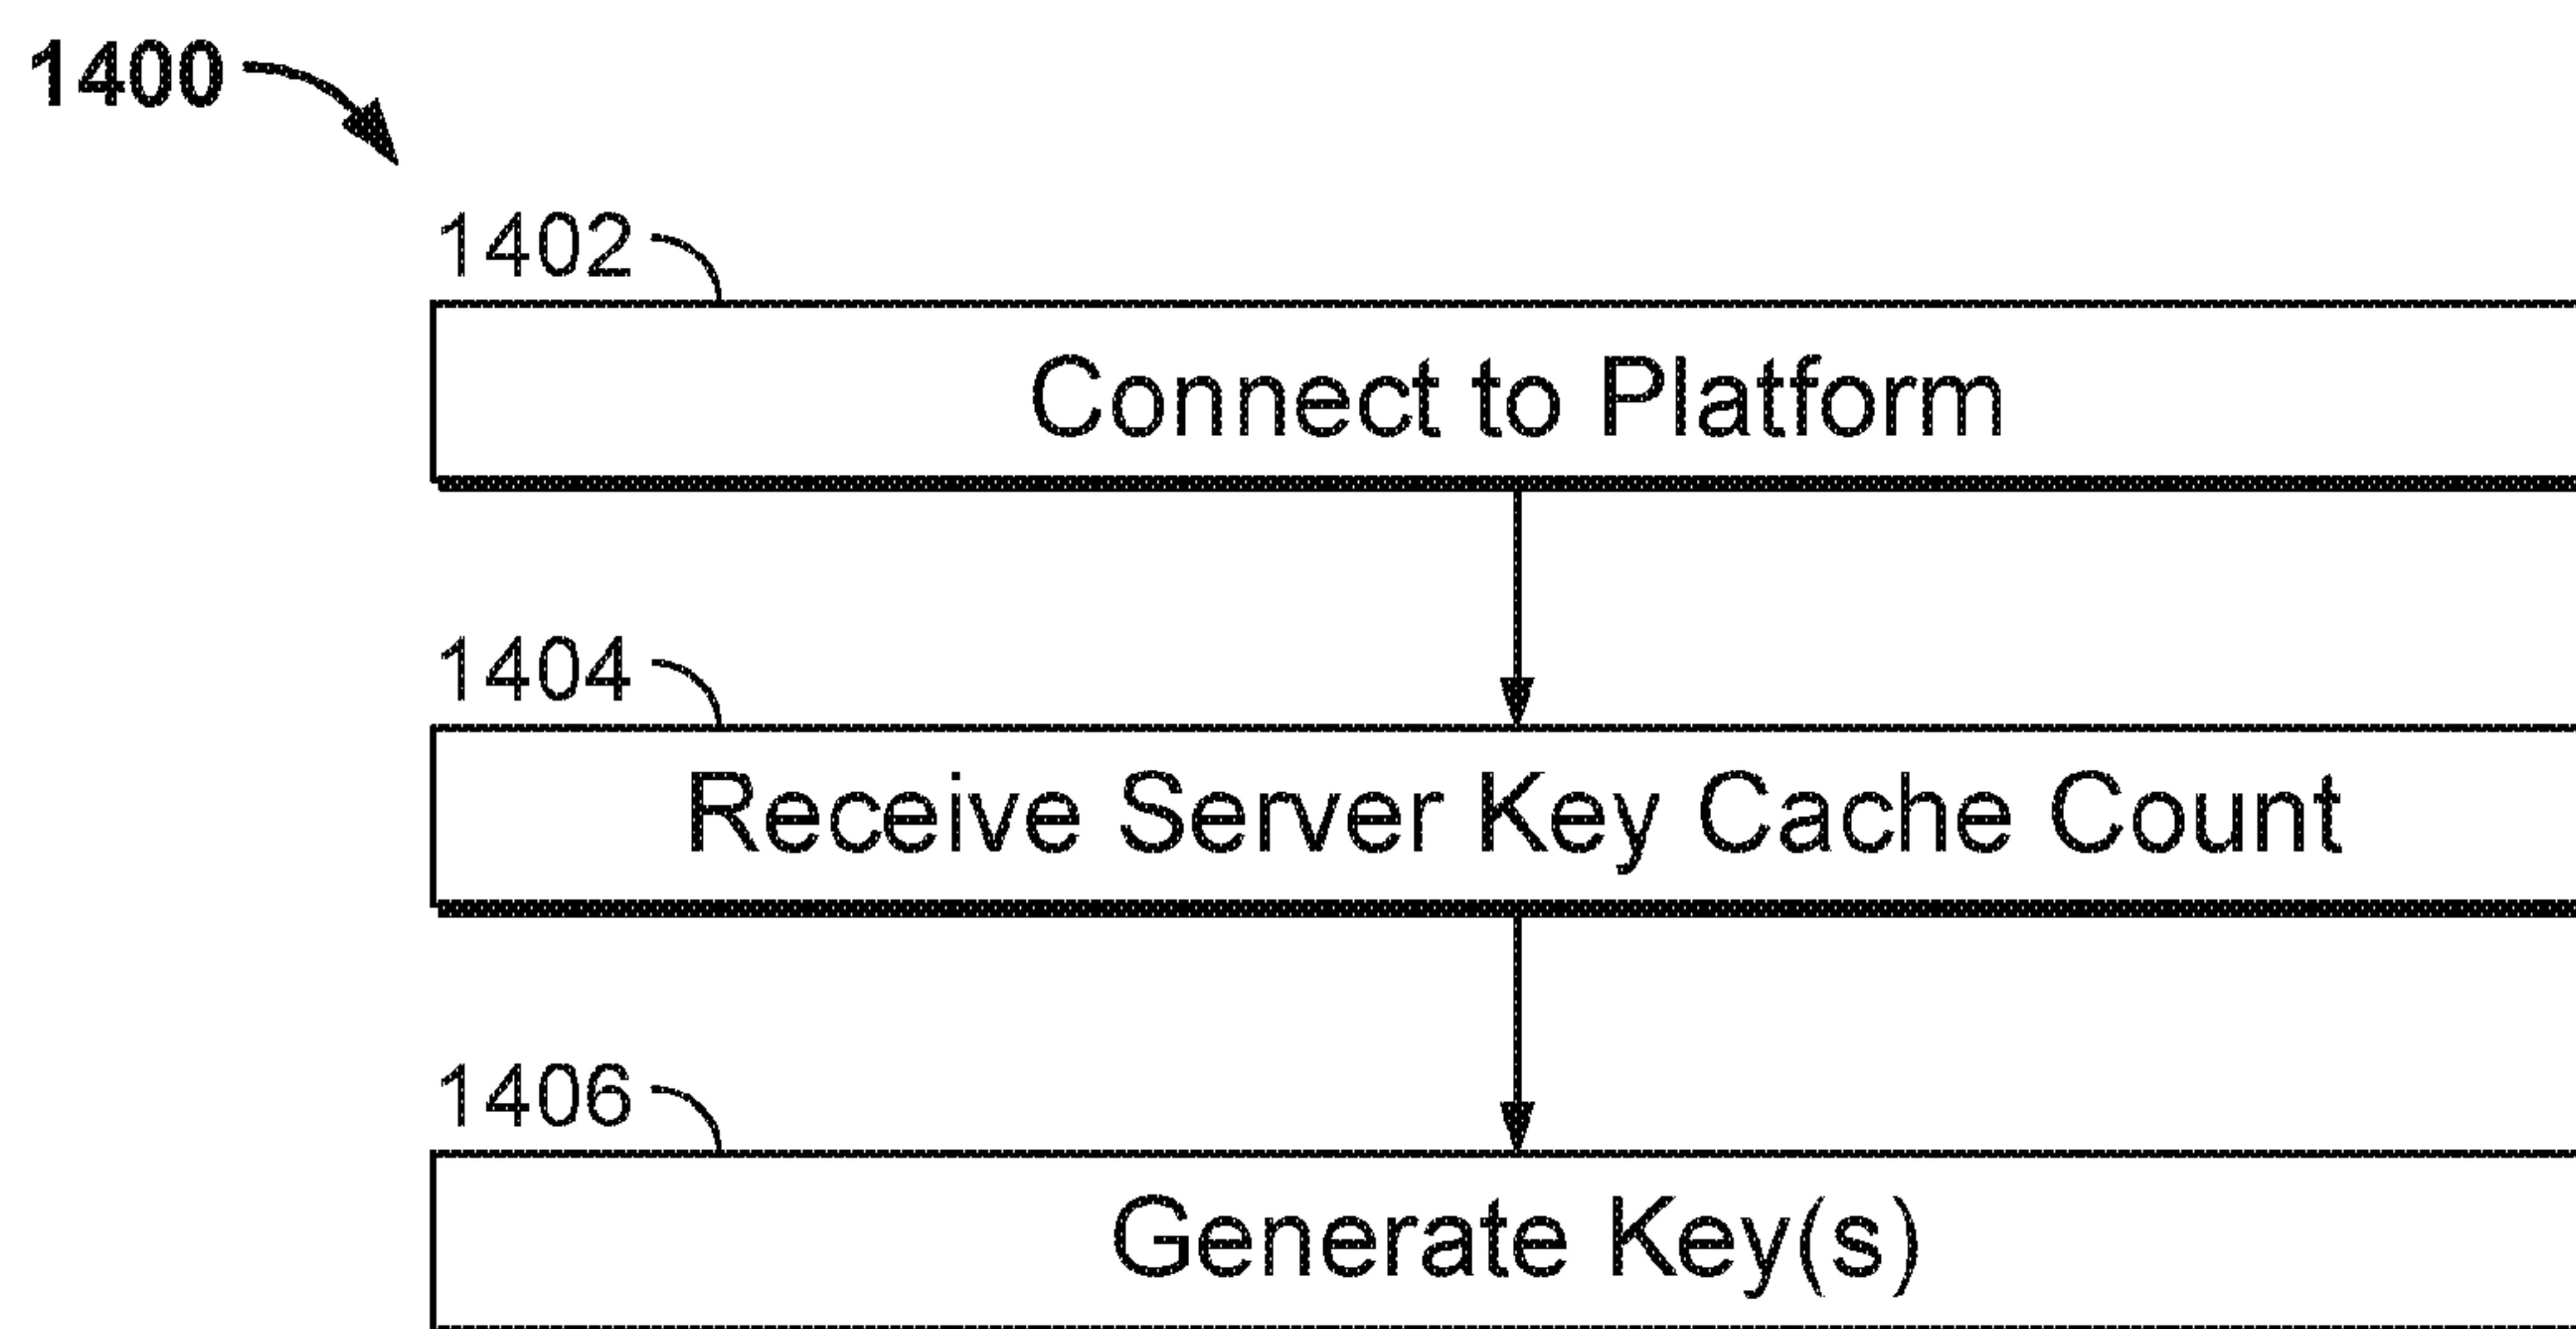 1400
1402
Connect to Platform
1404
Receive Server Key Cache Count
1406
Generate Key(s)